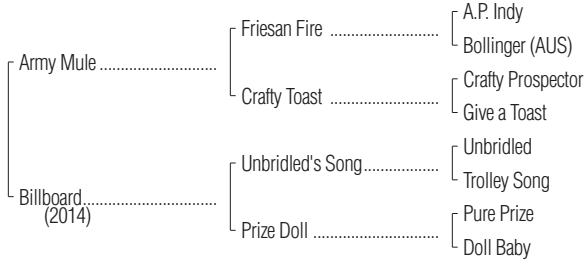 A.P. Indy
Friesan Fire ..........................
Bollinger (AUS)
Army Mule ............................
Crafty Prospector
Crafty Toast ..........................
Give a Toast
Unbridled
Unbridled's Song..................
Trolley Song
Billboard................................
(2014)
Pure Prize
Prize Doll ..............................
Doll Baby